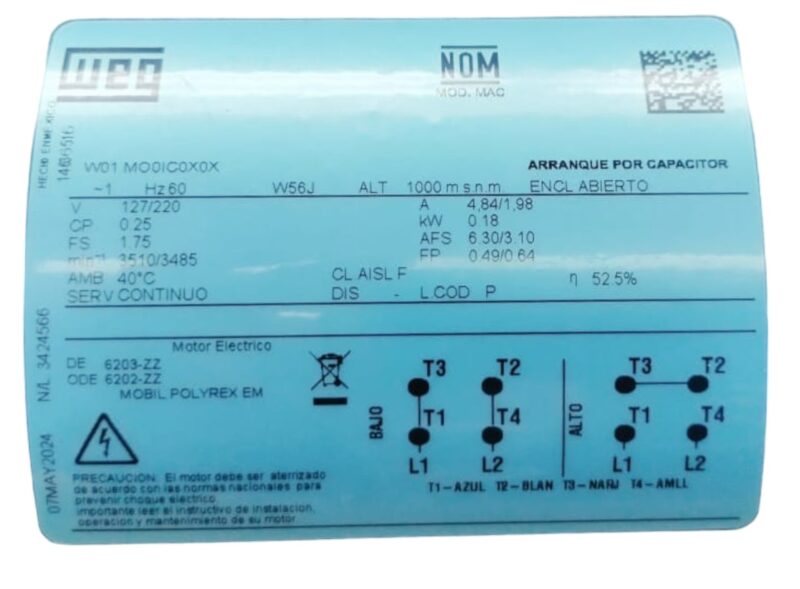 WEG
NOM
MOD. MAC
HECHO EN MEXICO
W01 MO0IC0X0X
ARRANQUE POR CAPACITOR
~1 Hz 60 W56J ALT 1000 m s.n.m. ENCL ABIERTO
V 127/220 A 4,84/1,98
CP 0.25 kW 0.18
FS 1.75 AFS 6.30/3.10
min⁻¹ 3510/3485 FP 0.49/0.64
AMB 40°C CL AISL F η 52.5%
SERV CONTINUO DIS - L COD P
Motor Electrico
DE 6203-ZZ
ODE 6202-ZZ
MOBIL POLYREX EM
N/L 3424566
07MAY2024
BAJO
T3 T2
T1 T4
L1 L2
ALTO
T3 T2
T1 T4
L1 L2
T1-AZUL T2-BLAN T3-NARJ T4-AMLL
PRECAUCION: El motor debe ser aterrizado
de acuerdo con las normas nacionales para
prevenir choque electrico.
importante leer el instructivo de instalacion,
operacion y mantenimiento de su motor